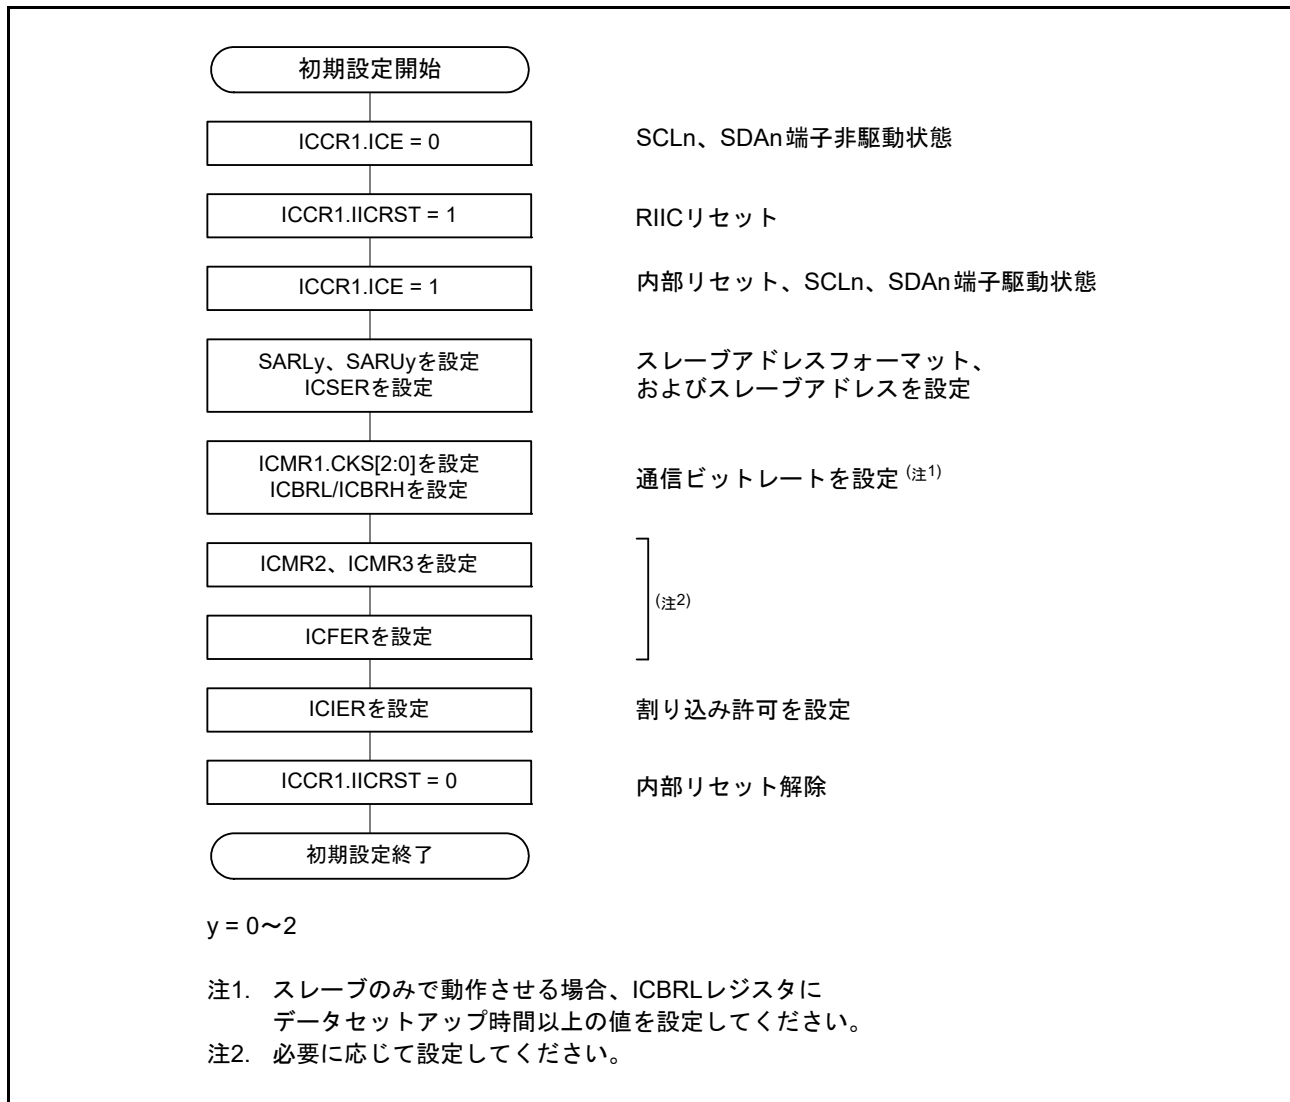 初期設定開始
ICCR1.ICE = 0
SCLn、SDAn端子非駆動状態
ICCR1.IICRST = 1
RIICリセット
ICCR1.ICE = 1
内部リセット、SCLn、SDAn端子駆動状態
SARLy、SARUyを設定
ICSERを設定
スレーブアドレスフォーマット、
およびスレーブアドレスを設定
ICMR1.CKS[2:0]を設定
ICBRL/ICBRHを設定
通信ビットレートを設定 (注1)
ICMR2、ICMR3を設定
(注2)
ICFERを設定
ICIERを設定
割り込み許可を設定
ICCR1.IICRST = 0
内部リセット解除
初期設定終了
y = 0〜2
注1. スレーブのみで動作させる場合、ICBRLレジスタに
データセットアップ時間以上の値を設定してください。
注2. 必要に応じて設定してください。